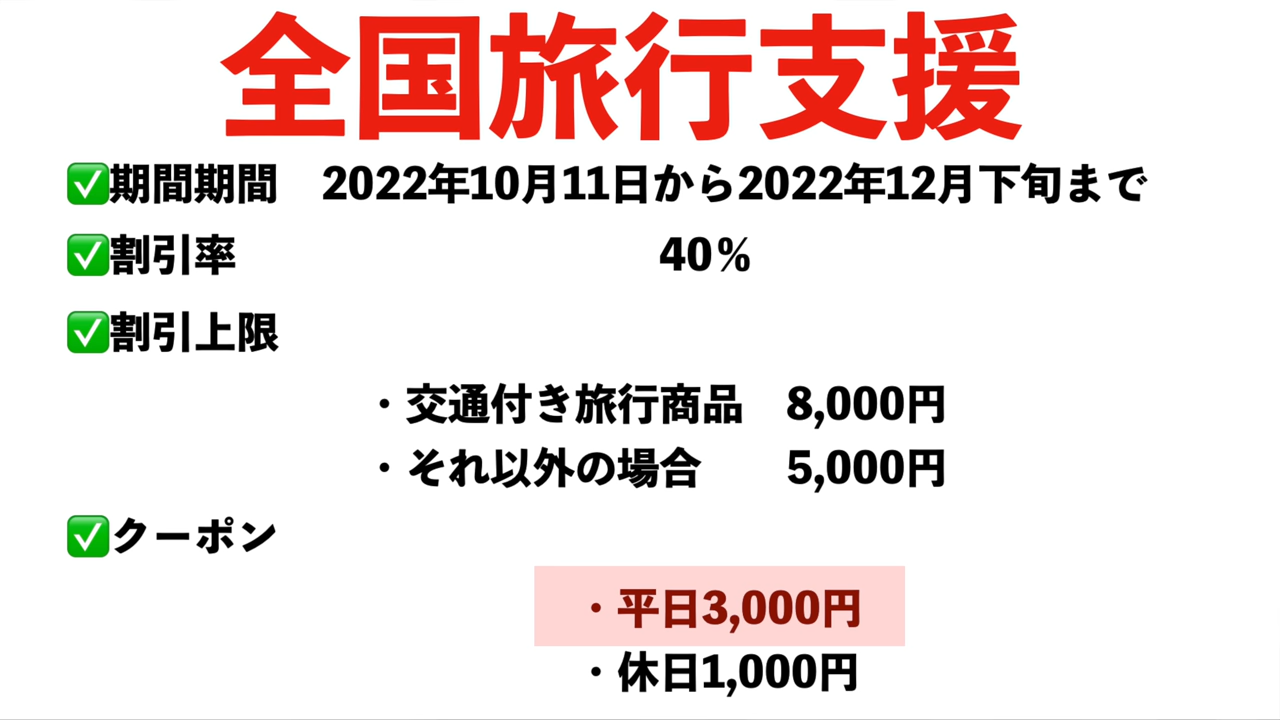 全国旅行支援
✅期間期間　2022年10月11日から2022年12月下旬まで
✅割引率　40%
✅割引上限
・交通付き旅行商品　8,000円
・それ以外の場合　5,000円
✅クーポン
・平日3,000円
・休日1,000円